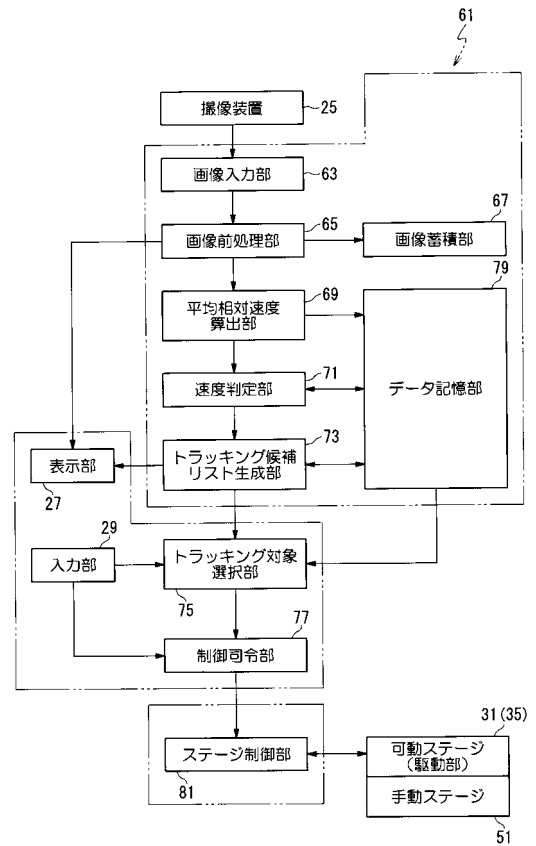 61
撮像装置
25
画像入力部
63
画像前処理部
65
画像蓄積部
67
平均相対速度
算出部
69
データ記憶部
79
速度判定部
71
トラッキング候補
リスト生成部
73
表示部
27
入力部
29
トラッキング対象
選択部
75
制御司令部
77
ステージ制御部
81
31(35)
可動ステージ
(駆動部)
手動ステージ
51